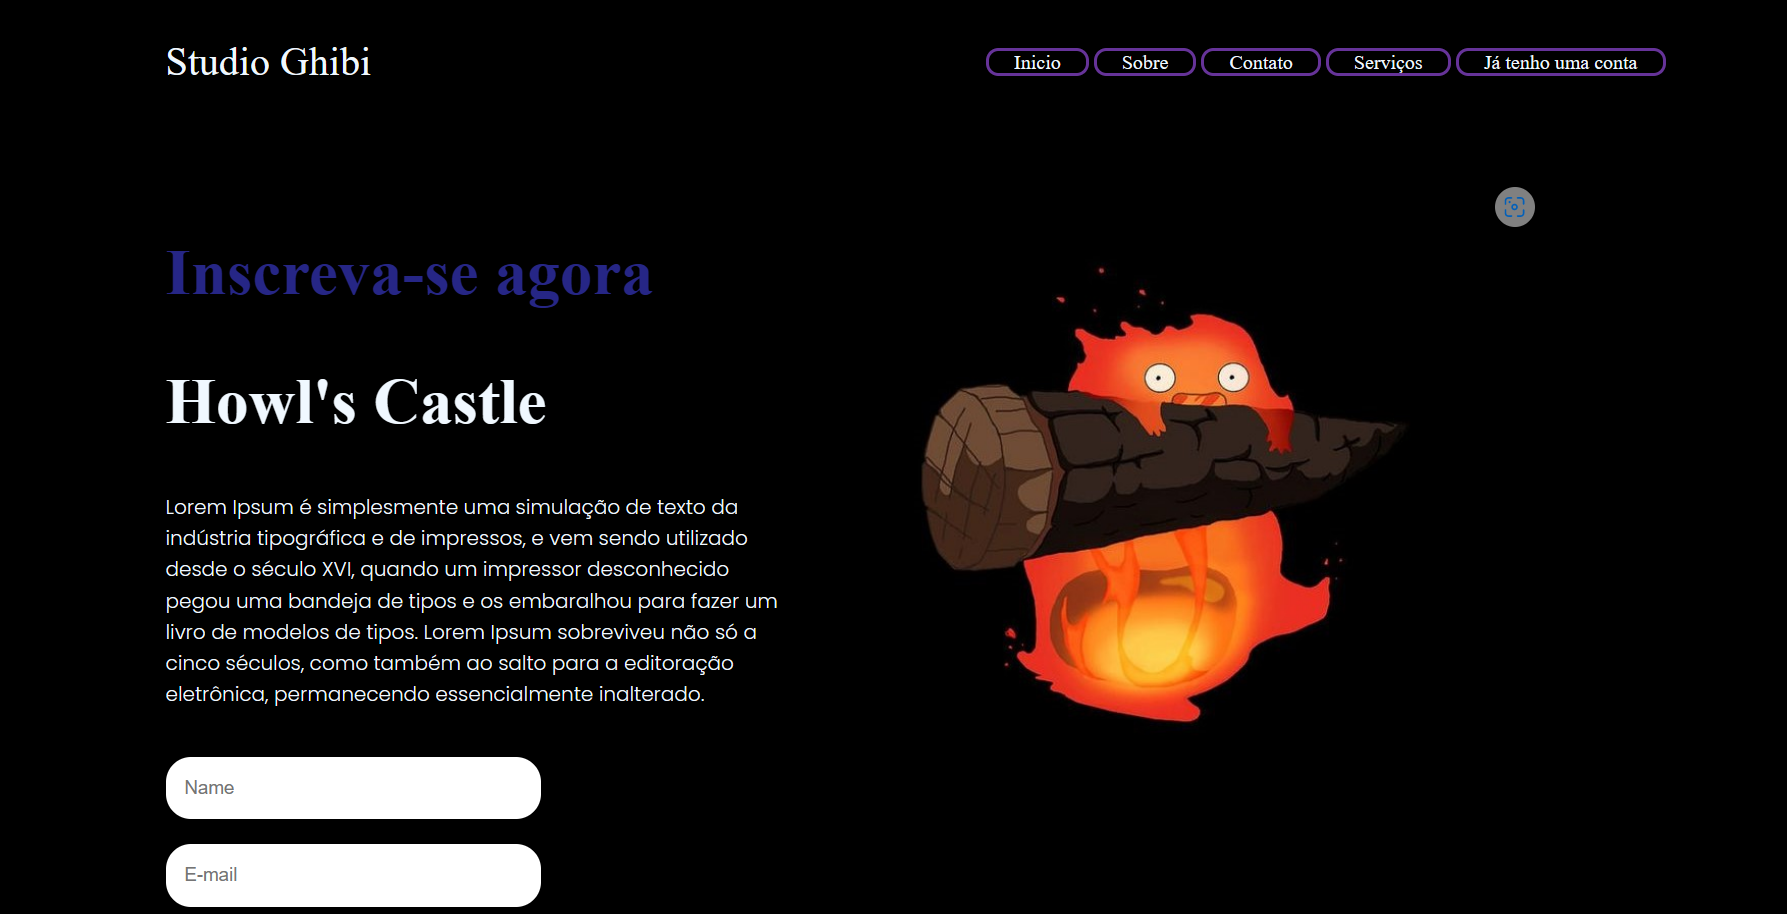 Studio Ghibi
Inicio
Sobre
Contato
Serviços
Já tenho uma conta
Inscreva-se agora
Howl's Castle
Lorem Ipsum é simplesmente uma simulação de texto da
indústria tipográfica e de impressos, e vem sendo utilizado
desde o século XVI, quando um impressor desconhecido
pegou uma bandeja de tipos e os embaralhou para fazer um
livro de modelos de tipos. Lorem Ipsum sobreviveu não só a
cinco séculos, como também ao salto para a editoração
eletrônica, permanecendo essencialmente inalterado.
Name
E-mail